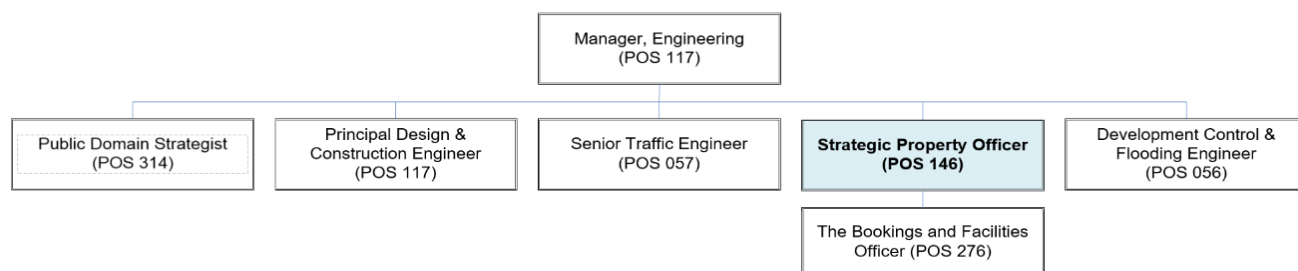 Manager, Engineering
(POS 117)
Public Domain Strategist
(POS 314)
Principal Design &
Construction Engineer
(POS 117)
Senior Traffic Engineer
(POS 057)
Strategic Property Officer
(POS 146)
Development Control &
Flooding Engineer
(POS 056)
The Bookings and Facilities
Officer (POS 276)